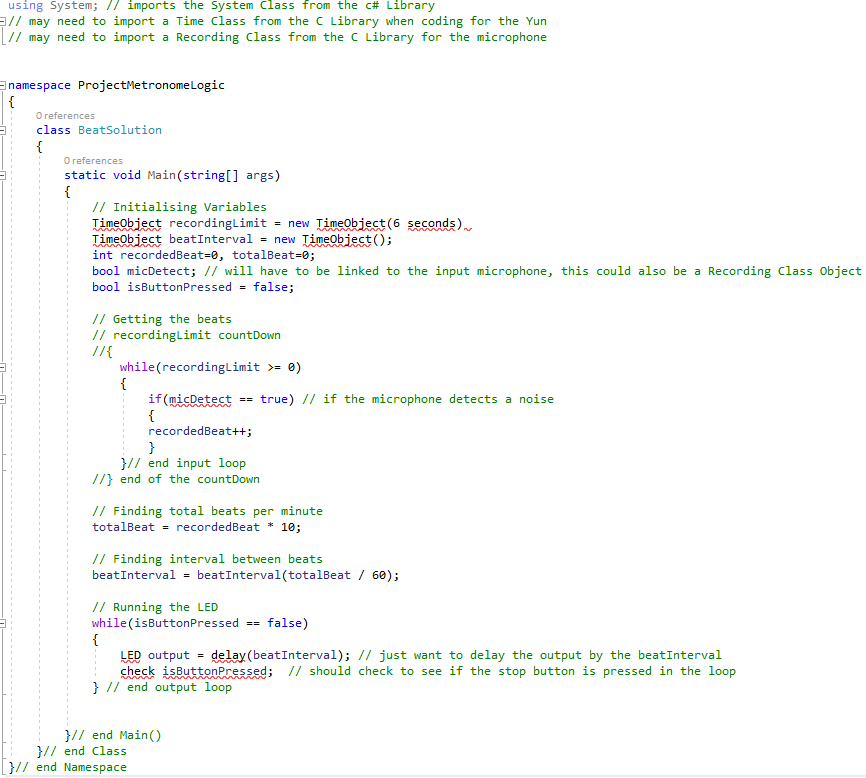 using System; // imports the System Class from the c# Library
// may need to import a Time Class from the C Library when coding for the Yun
// may need to import a Recording Class from the C Library for the microphone
namespace ProjectMetronomeLogic
{
0 references
class BeatSolution
{
0 references
static void Main(string[] args)
{
// Initialising Variables
TimeObject recordingLimit = new TimeObject(6 seconds)
TimeObject beatInterval = new TimeObject();
int recordedBeat=0, totalBeat=0;
bool micDetect; // will have to be linked to the input microphone, this could also be a Recording Class Object
bool isButtonPressed = false;
// Getting the beats
// recordingLimit countDown
//{
while(recordingLimit >= 0)
{
if(micDetect == true) // if the microphone detects a noise
{
recordedBeat++;
}
}// end input loop
//} end of the countDown
// Finding total beats per minute
totalBeat = recordedBeat * 10;
// Finding interval between beats
beatInterval = beatInterval(totalBeat / 60);
// Running the LED
while(isButtonPressed == false)
{
LED output = delay(beatInterval); // just want to delay the output by the beatInterval
check isButtonPressed;  // should check to see if the stop button is pressed in the loop
} // end output loop
}// end Main()
}// end Class
}// end Namespace